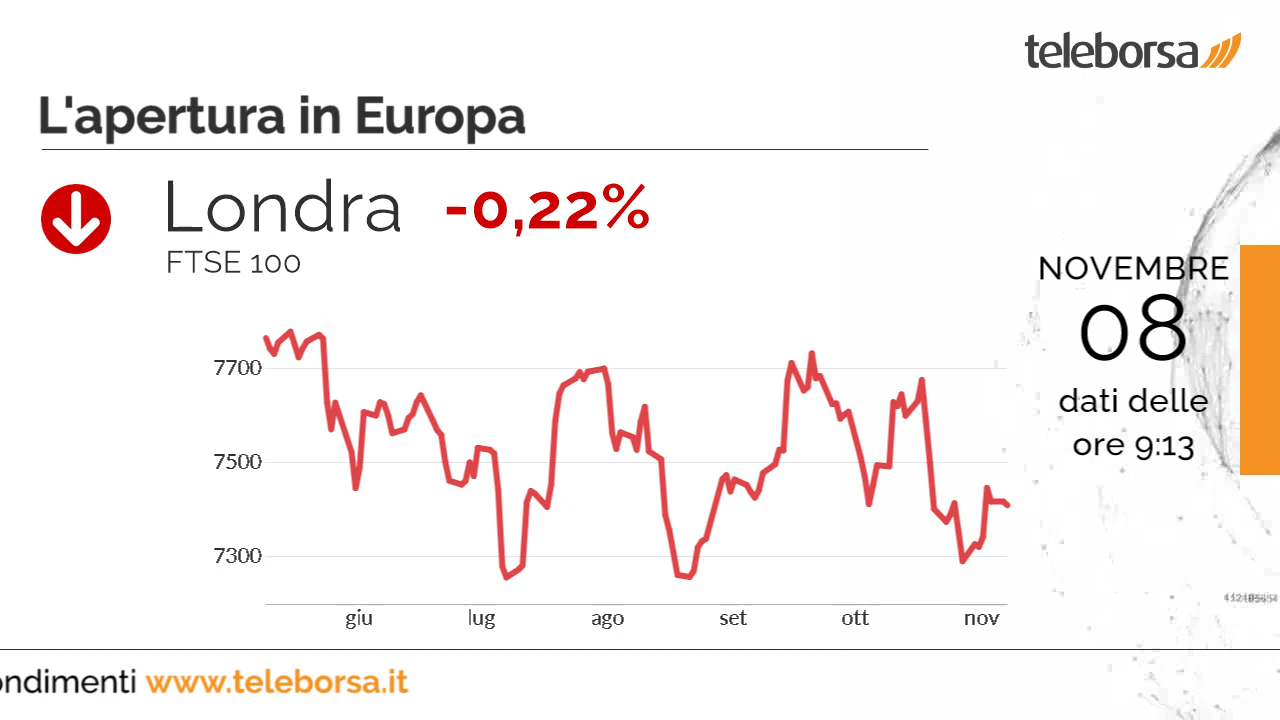 teleborsa
L'apertura in Europa
Londra -0,22%
FTSE 100
NOVEMBRE
08
dati delle
ore 9:13
7700
7500
7300
giu lug ago set ott nov
ondimenti www.teleborsa.it